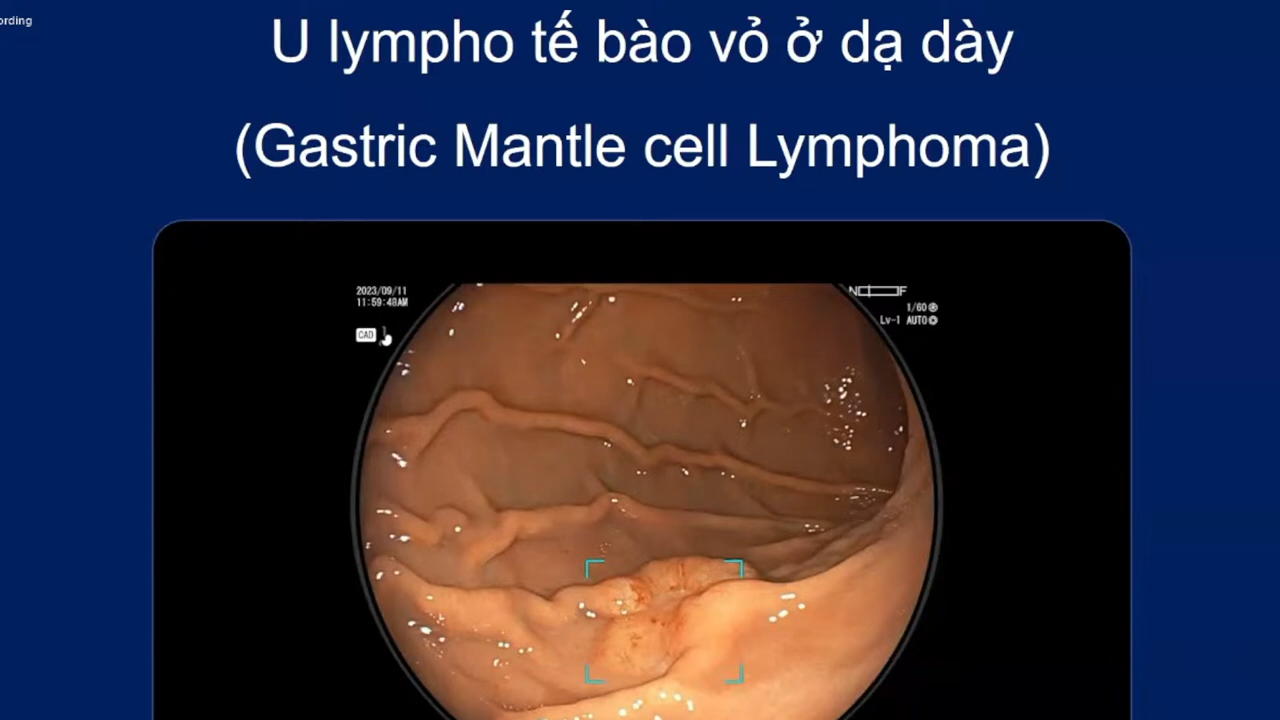 ording
U lympho tế bào vỏ ở dạ dày
(Gastric Mantle cell Lymphoma)
2023/09/11
11:59:48AM
CAD
N F
1/60
Lv-1 AUTO